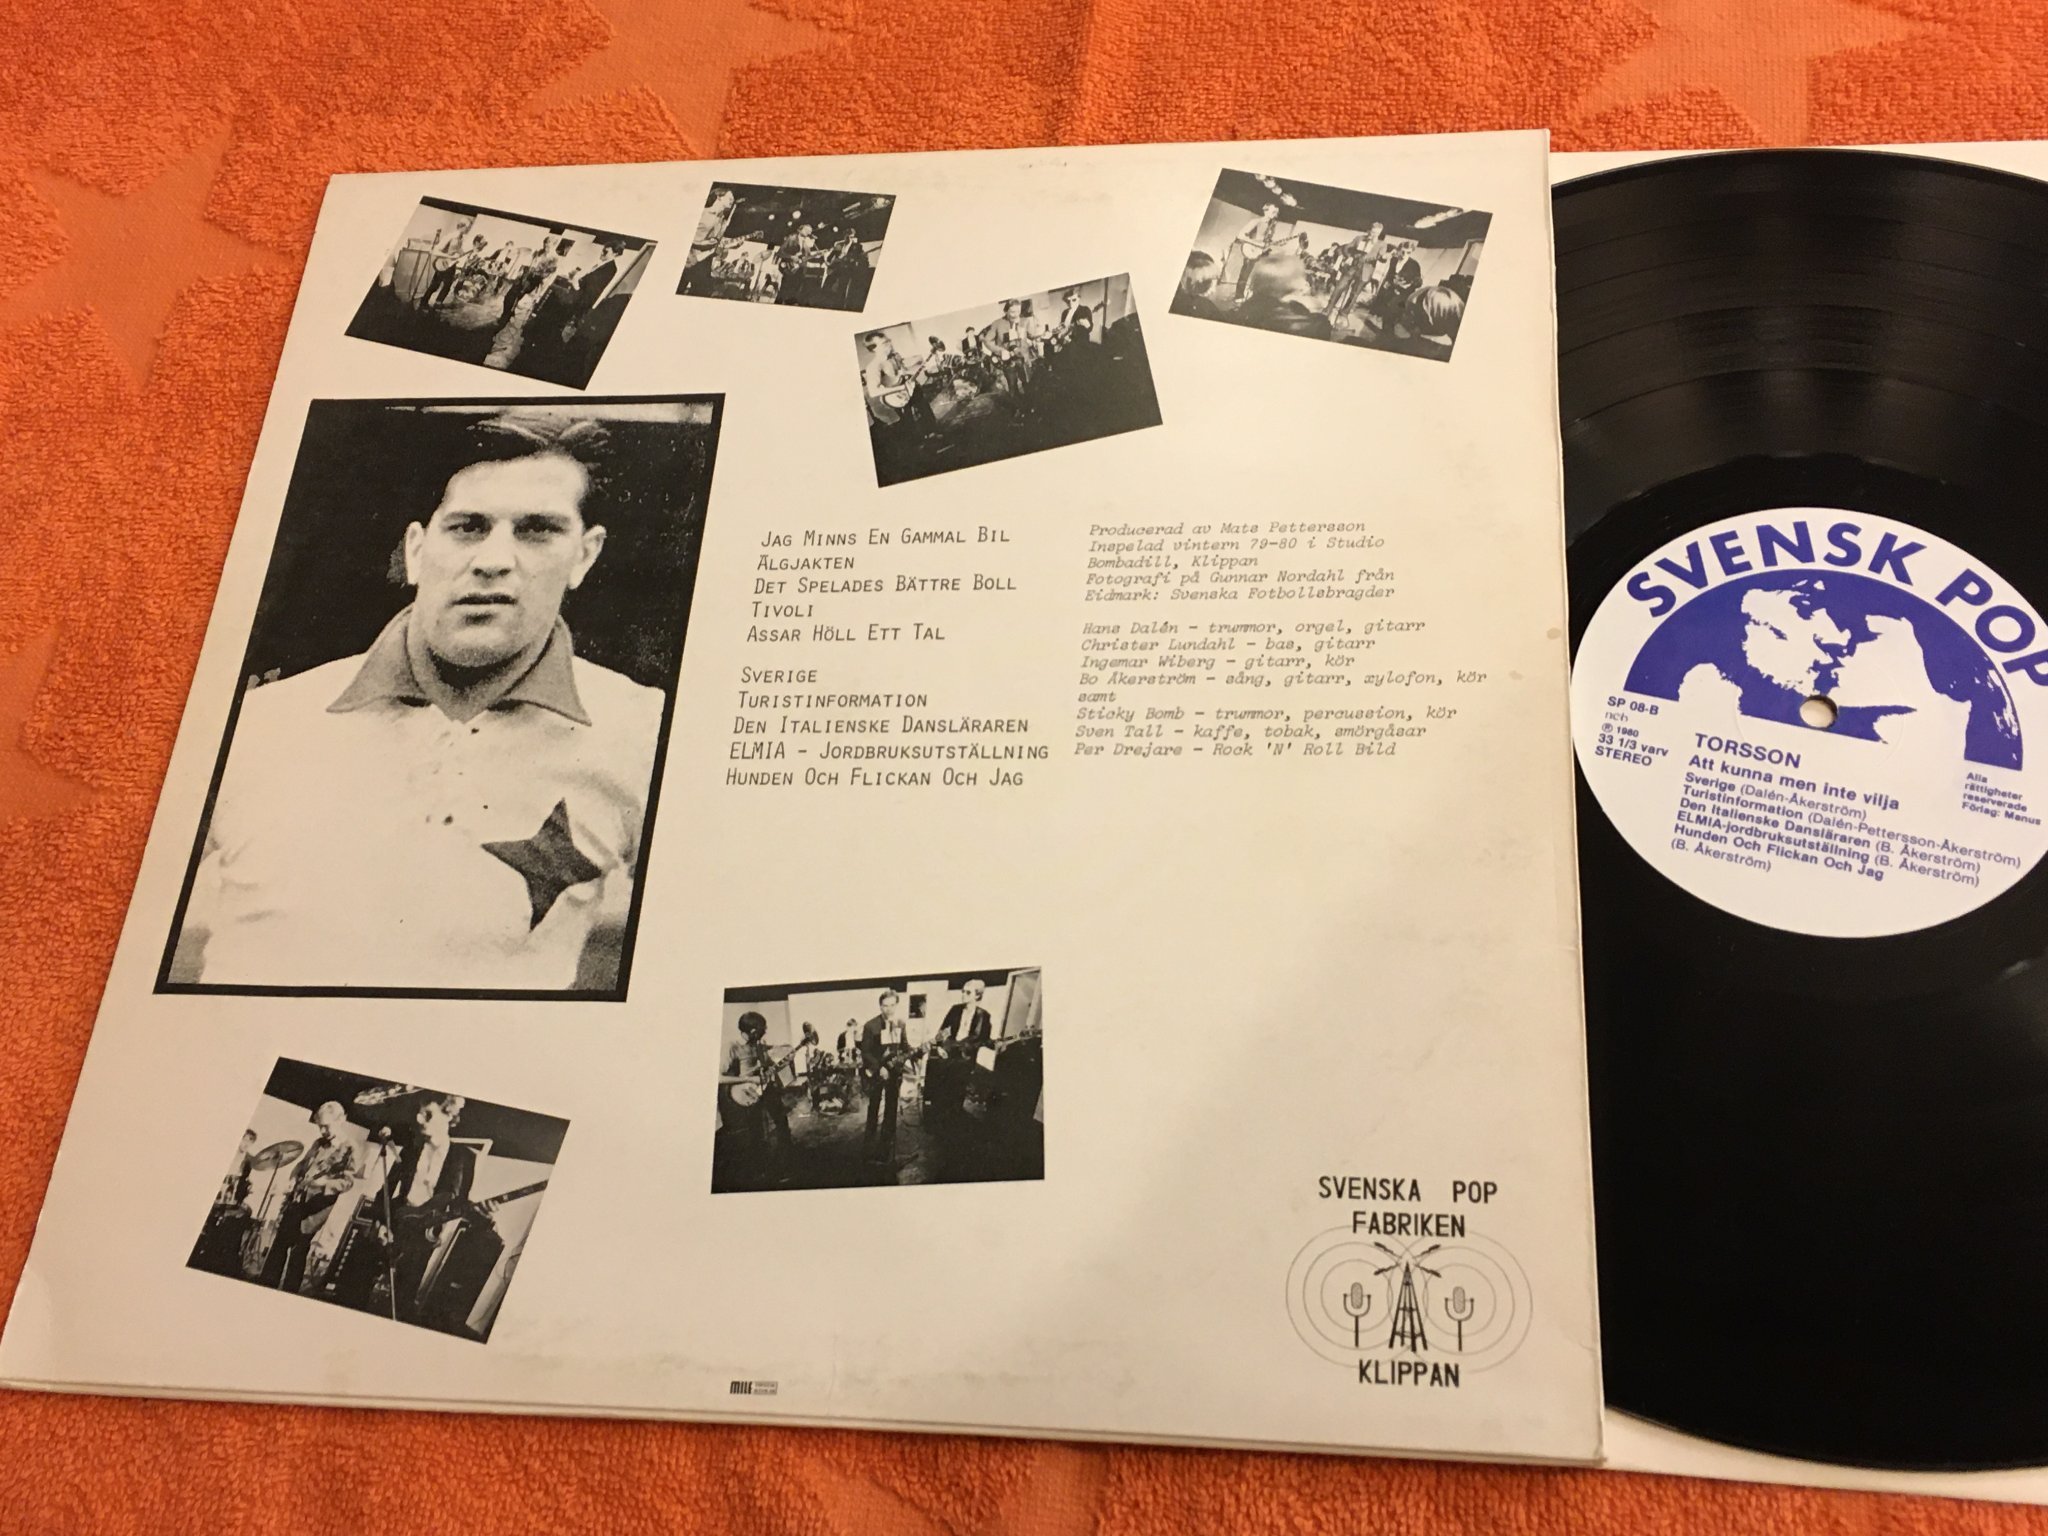 JAG MINNS EN GAMMAL BIL
ÄLGJAKTEN
DET SPELADES BÄTTRE BOLL
TIVOLI
ASSAR HÖLL ETT TAL
SVERIGE
TURISTINFORMATION
DEN ITALIENSKE DANSLÄRAREN
ELMIA - JORDBRUKSUTSTÄLLNING
HUNDEN OCH FLICKAN OCH JAG
Producerad av Mats Pettersson
Inspelad vintern 79-80 i Studio
Bombadill, Klippan
Fotografi på Gunnar Nordahl från
Eidmark: Svenska Fotbollsbragder
Hans Dalén - trummor, orgel, gitarr
Christer Lundahl - bas, gitarr
Ingemar Wiberg - gitarr, kör
Bo Åkerström - sång, gitarr, xylofon, kör
samt
Sticky Bomb - trummor, percussion, kör
Sven Tall - kaffe, tobak, smörgåsar
Per Drejare - Rock 'N' Roll Bild
SVENSKA POP
FABRIKEN
KLIPPAN
MILE
SVENSK POP
SP 08-B
ncb
℗ 1980
33 1/3 varv
STEREO
TORSSON
Att kunna men inte vilja
Sverige (Dalén-Åkerström)
Turistinformation (Dalén-Pettersson-Åkerström)
Den Italienske Dansläraren (B. Åkerström)
ELMIA-jordbruksutställning (B. Åkerström)
Hunden Och Flickan Och Jag
(B. Åkerström)
Alla
rättigheter
reserverade
Förlag: Manus